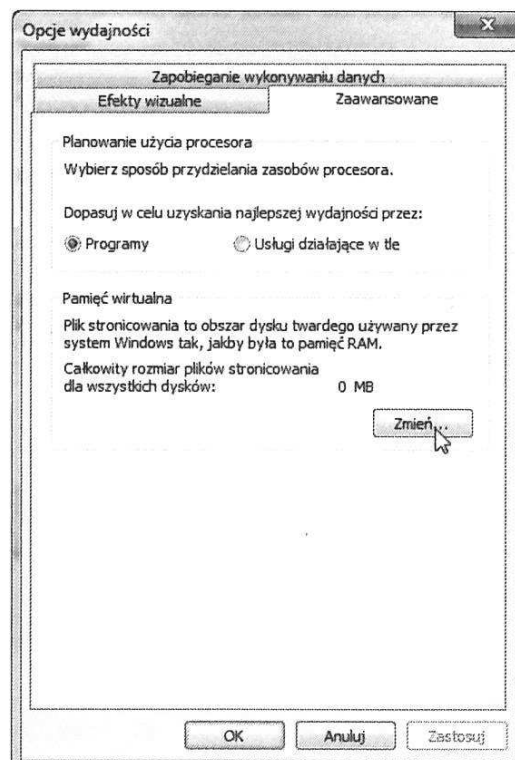 Opcje wydajności
Zapobieganie wykonywaniu danych
Efekty wizualne
Zaawansowane
Planowanie użycia procesora
Wybierz sposób przydzielania zasobów procesora.
Dopasuj w celu uzyskania najlepszej wydajności przez:
Programy
Usługi działające w tle
Pamięć wirtualna
Plik stronicowania to obszar dysku twardego używany przez
system Windows tak, jakby była to pamięć RAM.
Całkowity rozmiar plików stronicowania
dla wszystkich dysków: 0 MB
Zmień...
OK
Anuluj
Zastosuj